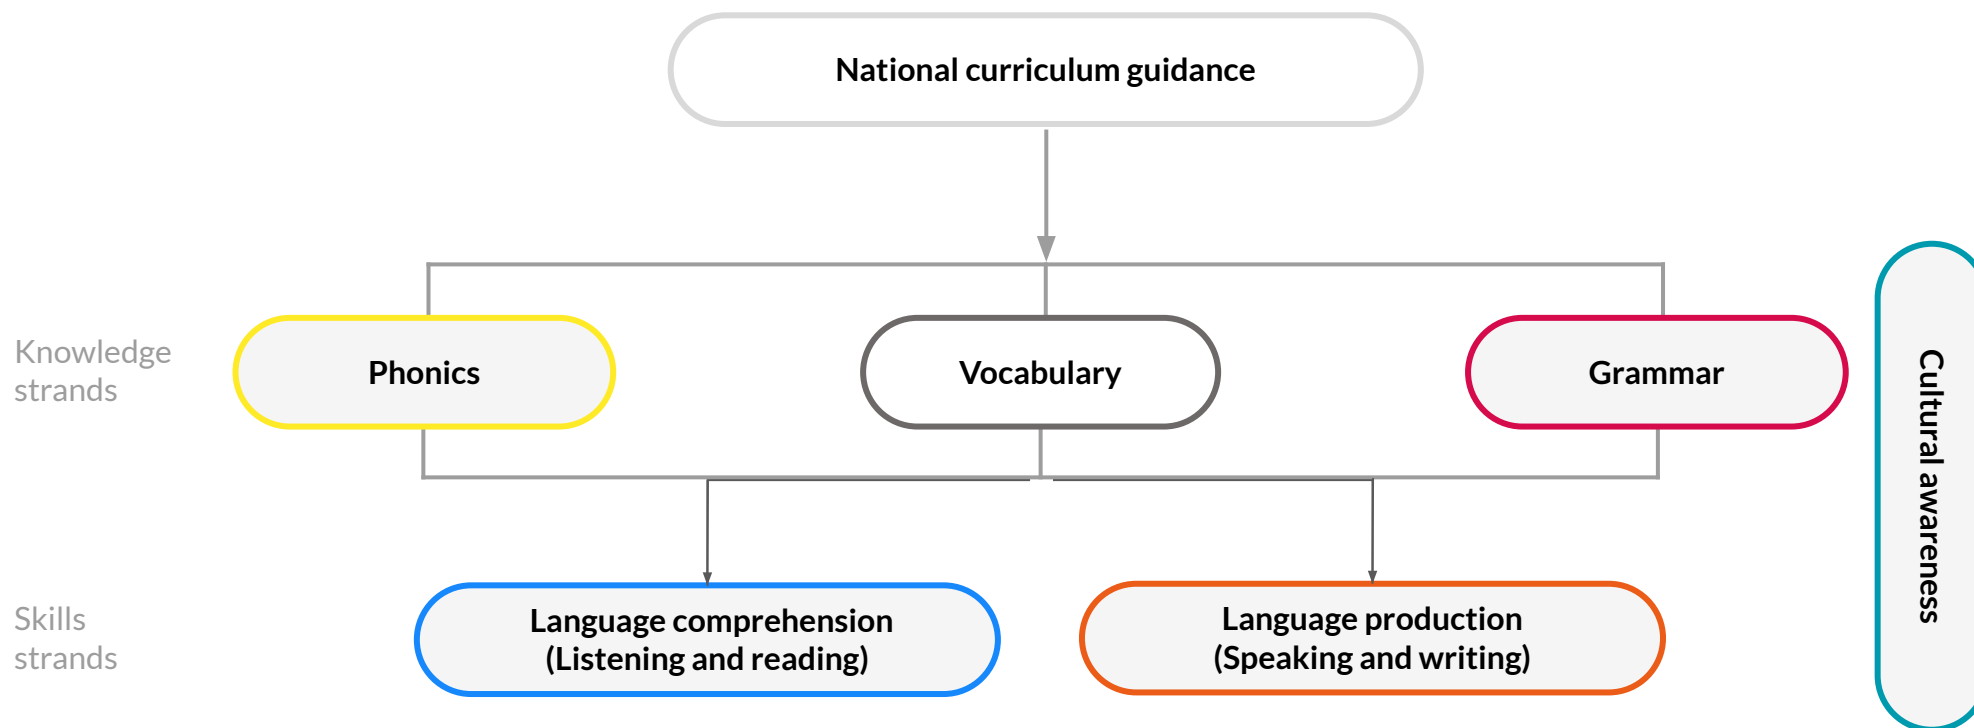 National curriculum guidance
Knowledge
strands
Phonics
Vocabulary
Grammar
Cultural awareness
Skills
strands
Language comprehension
(Listening and reading)
Language production
(Speaking and writing)